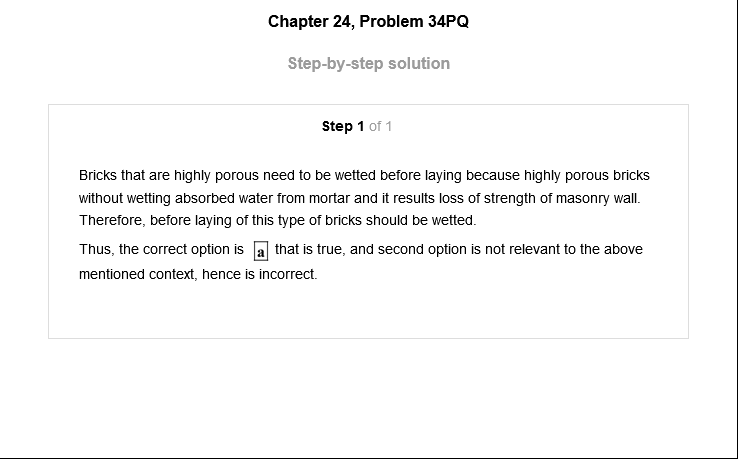 Chapter 24, Problem 34PQ
Step-by-step solution
Step 1 of 1
Bricks that are highly porous need to be wetted before laying because highly porous bricks
without wetting absorbed water from mortar and it results loss of strength of masonry wall.
Therefore, before laying of this type of bricks should be wetted.
Thus, the correct option is a that is true, and second option is not relevant to the above
mentioned context, hence is incorrect.